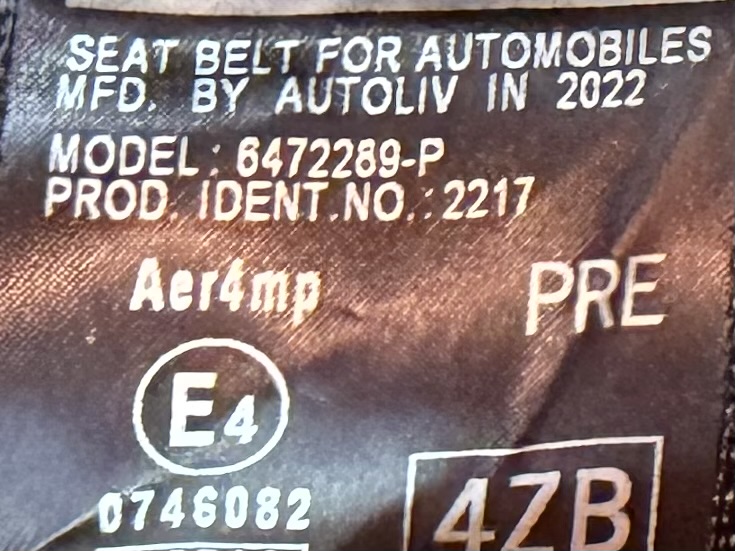 SEAT BELT FOR AUTOMOBILES
MFD. BY AUTOLIV IN 2022
MODEL: 6472289-P
PROD. IDENT.NO.:2217
Aer4mp
PRE
E4
0746082
4ZB